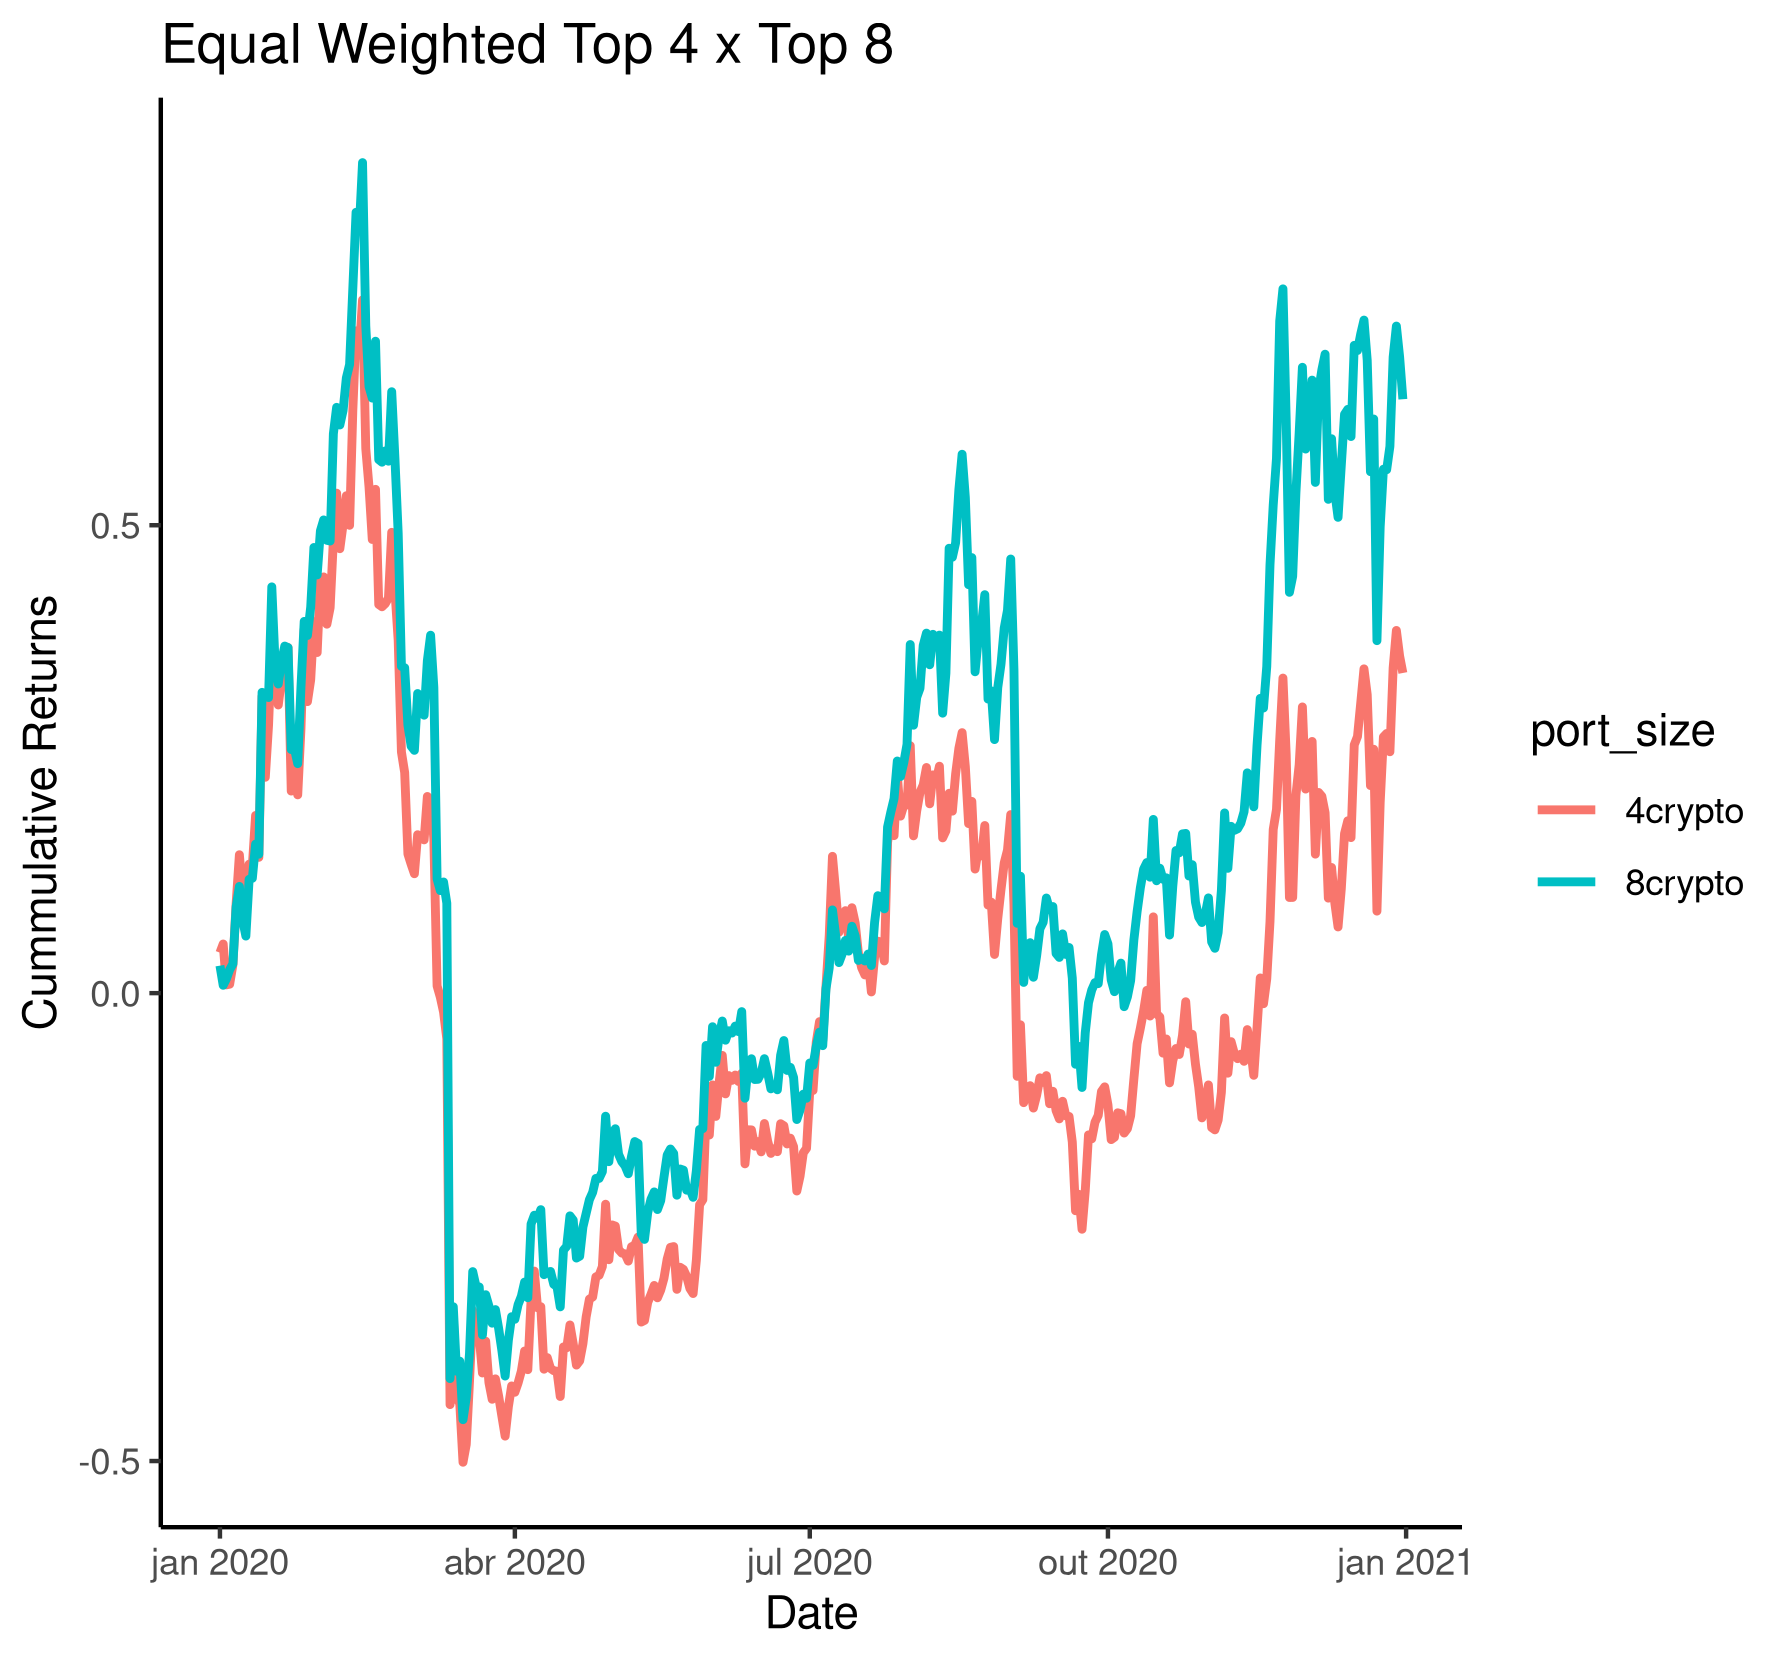 Equal Weighted Top 4 x Top 8
Cummulative Returns
0.5
0.0
-0.5
jan 2020
abr 2020
jul 2020
out 2020
jan 2021
Date
port_size
4crypto
8crypto